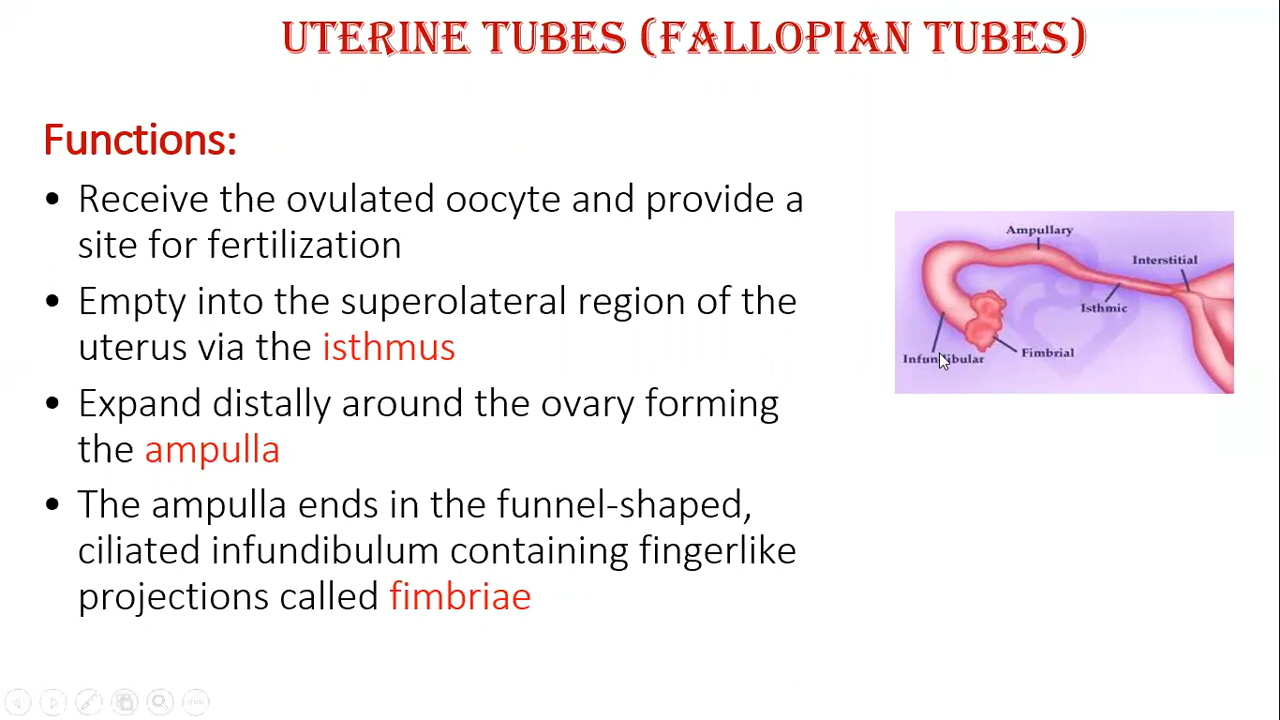 UTERINE TUBES (FALLOPIAN TUBES)
Functions:
• Receive the ovulated oocyte and provide a
site for fertilization
• Empty into the superolateral region of the
uterus via the isthmus
• Expand distally around the ovary forming
the ampulla
• The ampulla ends in the funnel-shaped,
ciliated infundibulum containing fingerlike
projections called fimbriae
Ampullary
Interstitial
Isthmic
Fimbrial
Infundibular